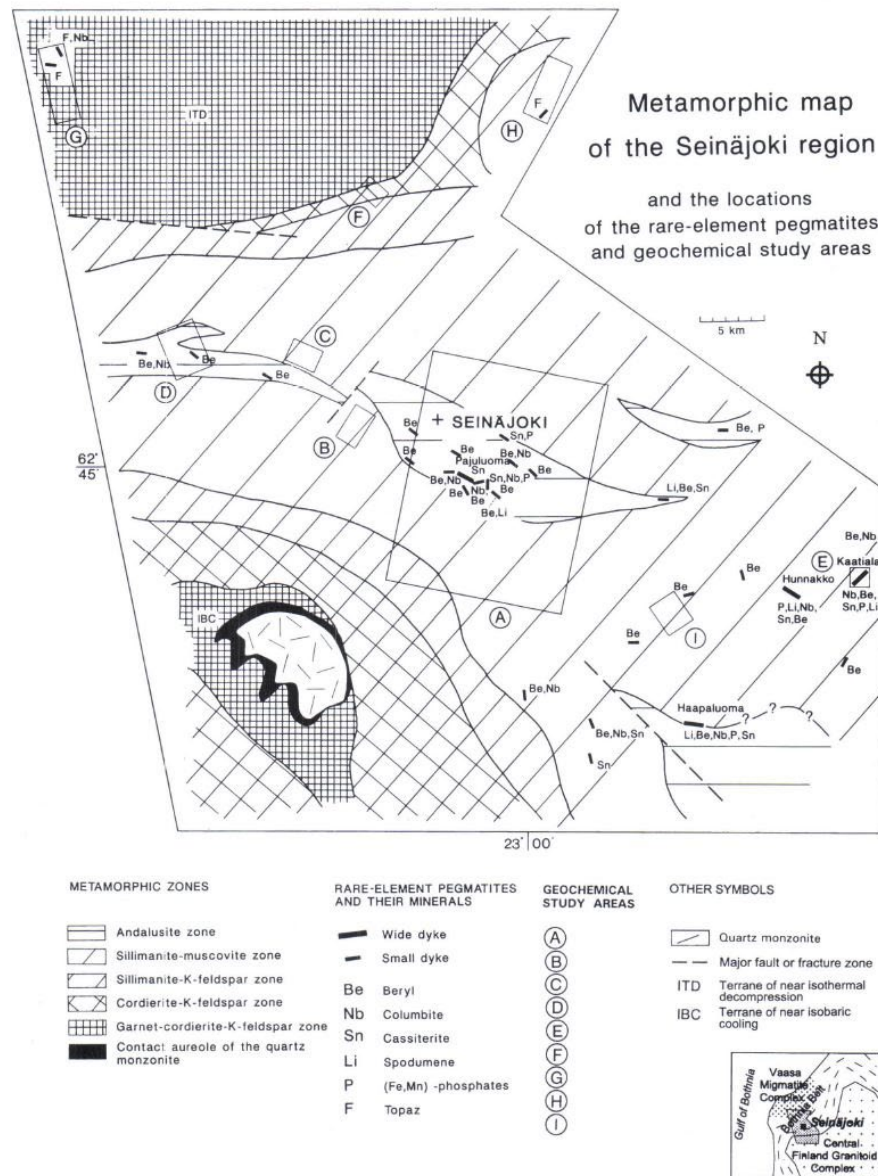 Metamorphic map
of the Seinäjoki region
and the locations
of the rare-element pegmatites
and geochemical study areas
5 km
N
F,Nb
F
G
ITD
F
H
F
C
Be,Nb
Be
D
Be
B
SEINÄJOKI
Be
Sn,P
Be
Pajuluoma
Sn
Be,Nb
Be
Be
Be,Nb
Sn,Nb,P
Be
Nb,
Be
Be
Be,Li
Be, P
Li,Be,Sn
62°
45'
A
Be
Be
I
Be
Be,Nb
E
Kaatiala
Hunnakko
P,Li,Nb,
Sn,Be
Nb,Be,
Sn,P,Li
Be
IBC
Be,Nb
Be,Nb,Sn
Sn
Haapaluoma
? ? ?
Li,Be,Nb,P,Sn
23° 00'
METAMORPHIC ZONES
Andalusite zone
Sillimanite-muscovite zone
Sillimanite-K-feldspar zone
Cordierite-K-feldspar zone
Garnet-cordierite-K-feldspar zone
Contact aureole of the quartz
monzonite
RARE-ELEMENT PEGMATITES
AND THEIR MINERALS
Wide dyke
Small dyke
Be Beryl
Nb Columbite
Sn Cassiterite
Li Spodumene
P (Fe,Mn) -phosphates
F Topaz
GEOCHEMICAL
STUDY AREAS
A
B
C
D
E
F
G
H
I
OTHER SYMBOLS
Quartz monzonite
Major fault or fracture zone
ITD Terrane of near isothermal
decompression
IBC Terrane of near isobaric
cooling
Gulf of Bothnia
Vaasa
Migmatite
Complex
Bothnia Belt
Seinäjoki
Central
Finland Granitoid
Complex